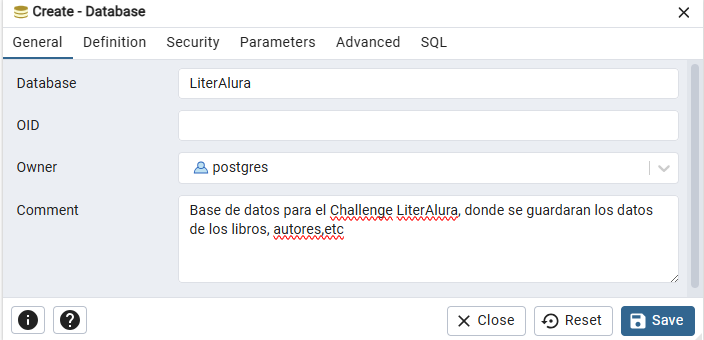 Create - Database
General Definition Security Parameters Advanced SQL
Database LiterAlura
OID
Owner postgres
Comment Base de datos para el Challenge LiterAlura, donde se guardaran los datos
de los libros, autores,etc
Close Reset Save